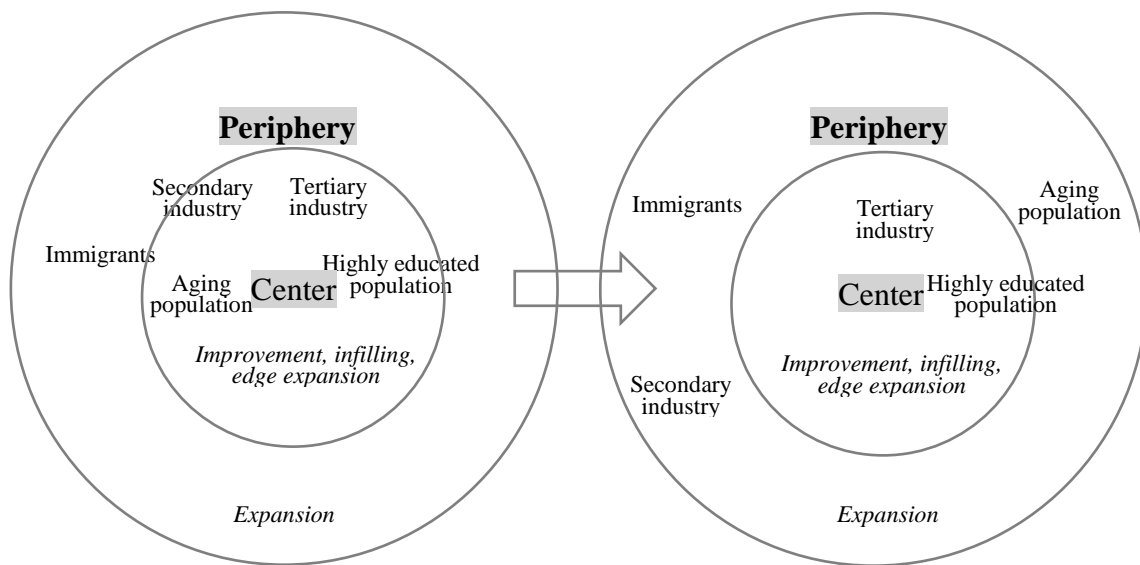 Periphery
Secondary
industry
Tertiary
industry
Immigrants
Aging
population
Center
Highly educated
population
Improvement, infilling,
edge expansion
Expansion
Periphery
Immigrants
Aging
population
Tertiary
industry
Center
Highly educated
population
Improvement, infilling,
edge expansion
Secondary
industry
Expansion